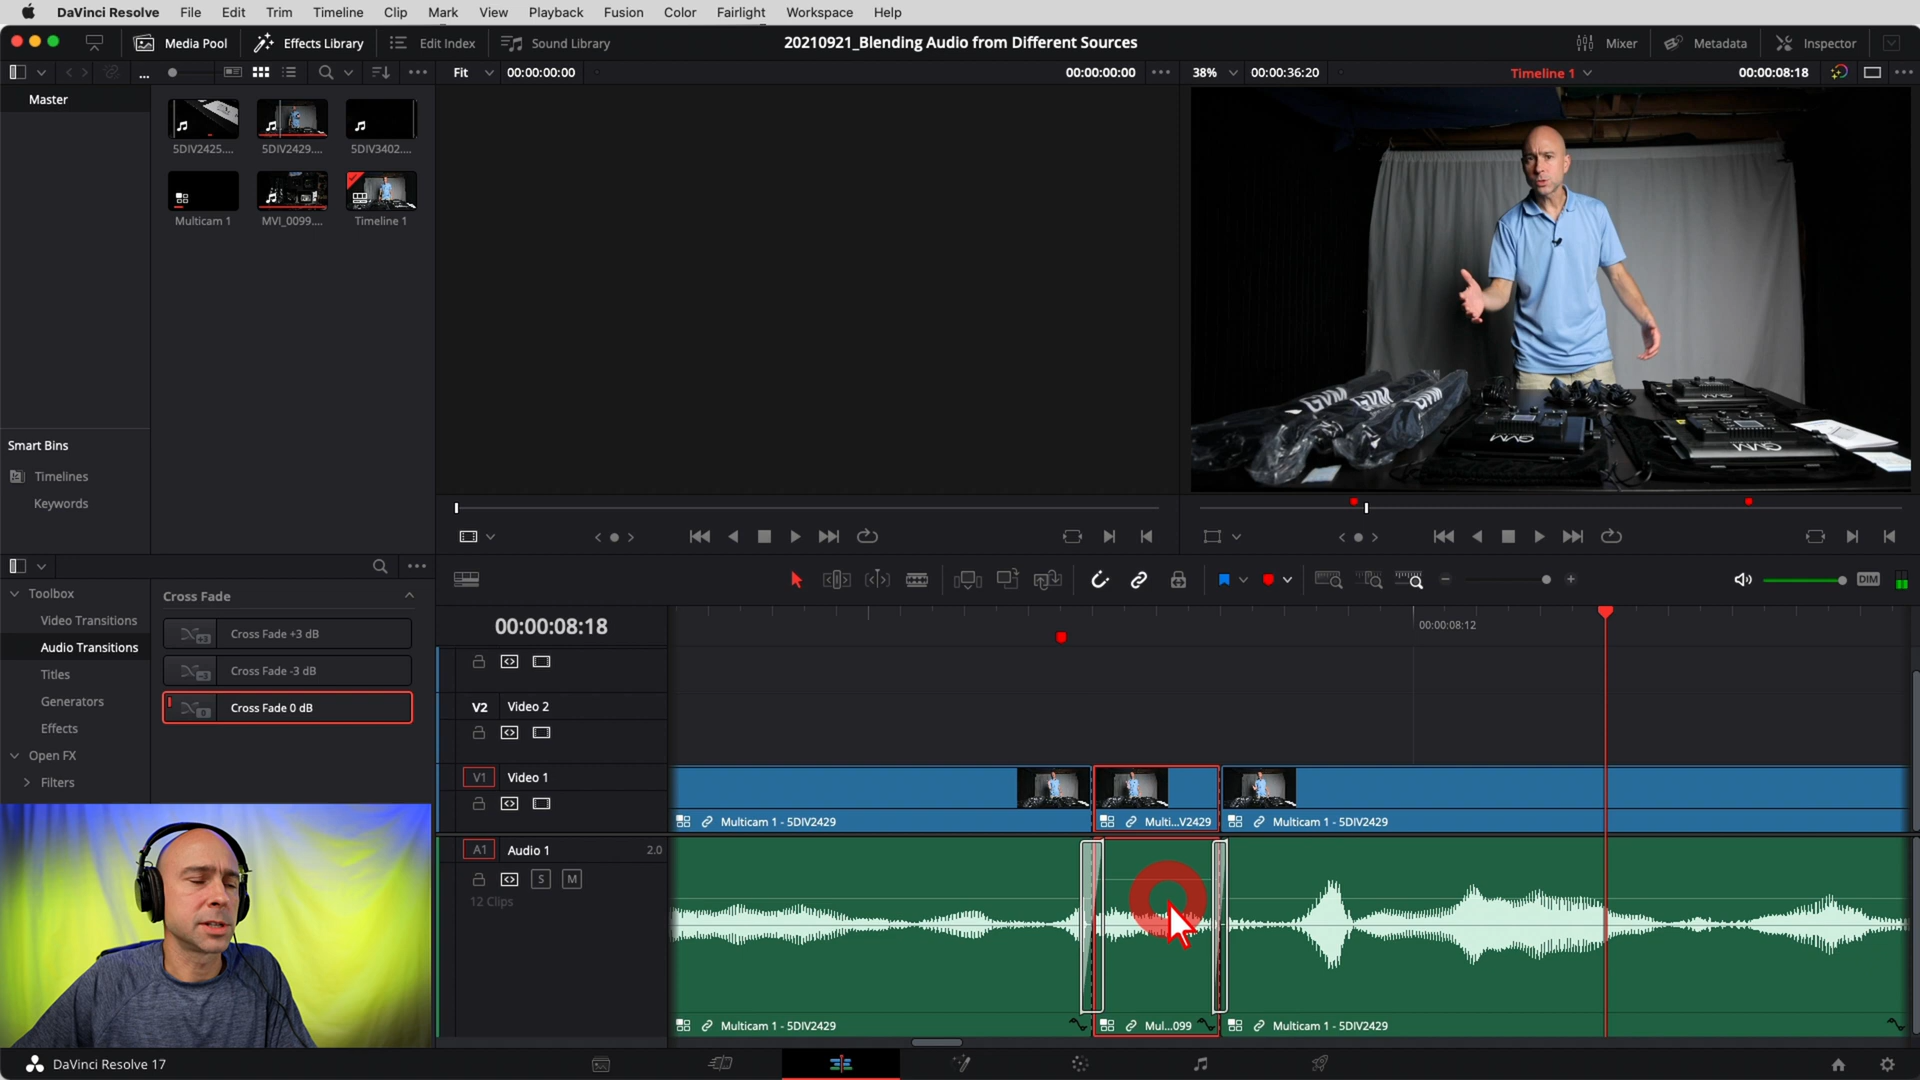 DaVinci Resolve File Edit Trim Timeline Clip Mark View Playback Fusion Color Fairlight Workspace Help
Media Pool Effects Library Edit Index Sound Library 20210921_Blending Audio from Different Sources Mixer Metadata Inspector
... Fit 00:00:00:00 00:00:00:00 38% 00:00:36:20 Timeline 1 00:00:08:18
Master
5DIV2425.... 5DIV2429.... 5DIV3402....
Multicam 1 MVI_0099.... Timeline 1
GVM GVM GVM
GVM GVM
Smart Bins
Timelines
Keywords
DIM
Toolbox Cross Fade
Video Transitions
Audio Transitions
Titles
Generators
Effects
Open FX
Filters
Cross Fade +3 dB
Cross Fade -3 dB
Cross Fade 0 dB
00:00:08:18 00:00:08:12
V2 Video 2
V1 Video 1
Multicam 1 - 5DIV2429 Multi...V2429 Multicam 1 - 5DIV2429
A1 Audio 1 2.0
S M
12 Clips
Multicam 1 - 5DIV2429 Mul...099 Multicam 1 - 5DIV2429
DaVinci Resolve 17